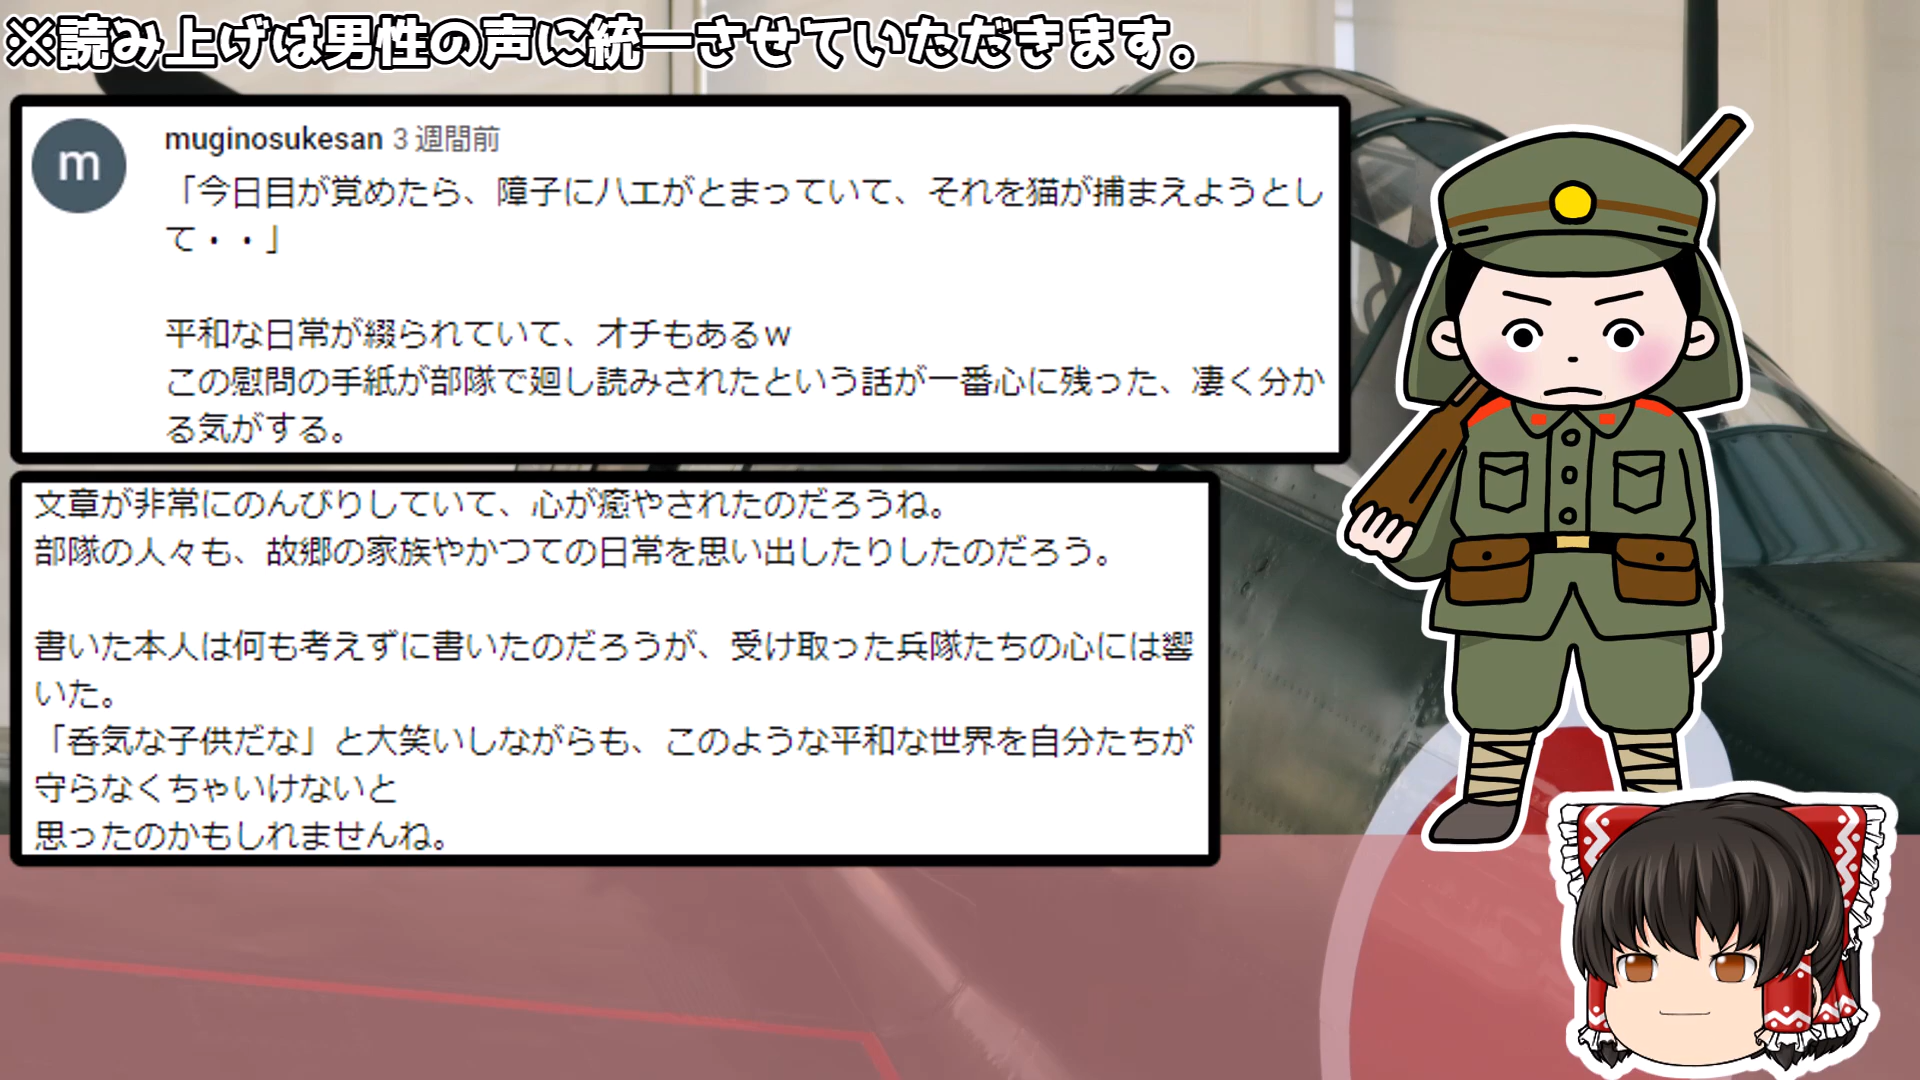 ※読み上げは男性の声に統一させていただきます。
m
muginosukesan 3 週間前
「今日目が覚めたら、障子にハエがとまっていて、それを猫が捕まえようとし
て・・」
平和な日常が綴られていて、オチもあるｗ
この慰問の手紙が部隊で廻し読みされたという話が一番心に残った、凄く分か
る気がする。
文章が非常にのんびりしていて、心が癒やされたのだろうね。
部隊の人々も、故郷の家族やかつての日常を思い出したりしたのだろう。
書いた本人は何も考えずに書いたのだろうが、受け取った兵隊たちの心には響
いた。
「呑気な子供だな」と大笑いしながらも、このような平和な世界を自分たちが
守らなくちゃいけないと
思ったのかもしれませんね。